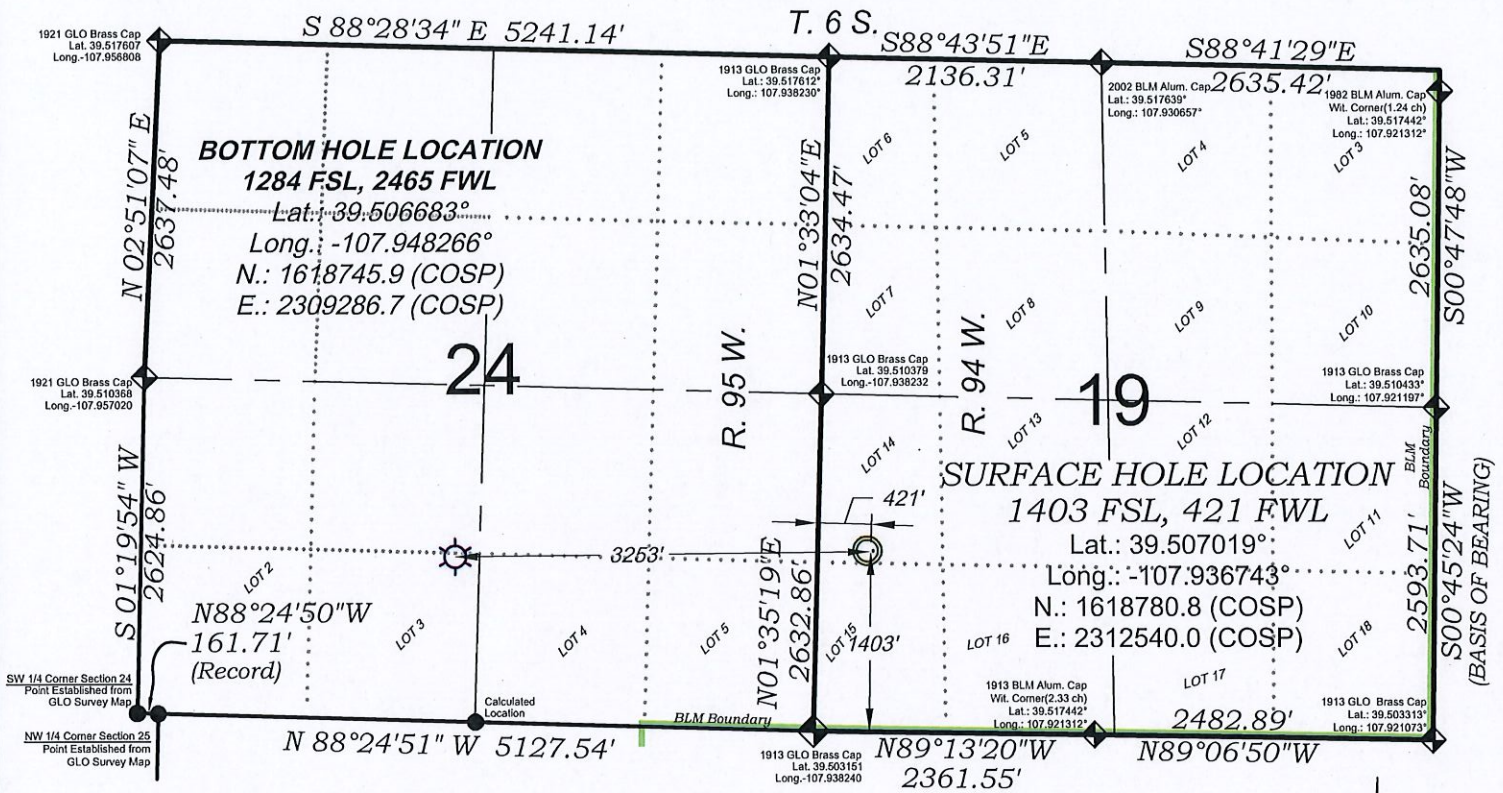 T. 6 S.
S 88°28'34" E 5241.14'
S88°43'51"E
2136.31'
S88°41'29"E
2635.42'
1921 GLO Brass Cap
Lat. 39.517607
Long.-107.956808
1913 GLO Brass Cap
Lat.: 39.517612°
Long.: 107.938230°
2002 BLM Alum. Cap
Lat.: 39.517639°
Long.: 107.930657°
1982 BLM Alum. Cap
Wit. Corner(1.24 ch)
Lat.: 39.517442°
Long.: 107.921312°
N 02°51'07" E
2637.48'
BOTTOM HOLE LOCATION
1284 FSL, 2465 FWL
Lat.: 39.506683°
Long.: -107.948266°
N.: 1618745.9 (COSP)
E.: 2309286.7 (COSP)
N01°33'04"E
2634.47'
LOT 6
LOT 5
LOT 4
LOT 3
2635.08'
S00°47'48"W
LOT 7
LOT 8
LOT 9
LOT 10
1921 GLO Brass Cap
Lat. 39.510368
Long.-107.957020
24
R. 95 W.
1913 GLO Brass Cap
Lat. 39.510379
Long.-107.938232
R. 94 W.
19
1913 GLO Brass Cap
Lat.: 39.510433°
Long.: 107.921197°
LOT 14
LOT 13
LOT 12
BLM
Boundary
SURFACE HOLE LOCATION
1403 FSL, 421 FWL
Lat.: 39.507019°
Long.: -107.936743°
N.: 1618780.8 (COSP)
E.: 2312540.0 (COSP)
LOT 11
421'
3253'
1403'
S 01°19'54" W
2624.86'
LOT 2
N88°24'50"W
161.71'
(Record)
LOT 3
LOT 4
LOT 5
N01°35'19"E
2632.86'
LOT 15
LOT 16
LOT 17
LOT 18
2593.71'
S00°45'24"W
(BASIS OF BEARING)
SW 1/4 Corner Section 24
Point Established from
GLO Survey Map
NW 1/4 Corner Section 25
Point Established from
GLO Survey Map
Calculated
Location
BLM Boundary
N 88°24'51" W 5127.54'
1913 GLO Brass Cap
Lat. 39.503151
Long.-107.938240
1913 BLM Alum. Cap
Wit. Corner(2.33 ch)
Lat.: 39.517442°
Long.: 107.921312°
N89°13'20"W
2361.55'
2482.89'
N89°06'50"W
1913 GLO Brass Cap
Lat.: 39.503313°
Long.: 107.921073°